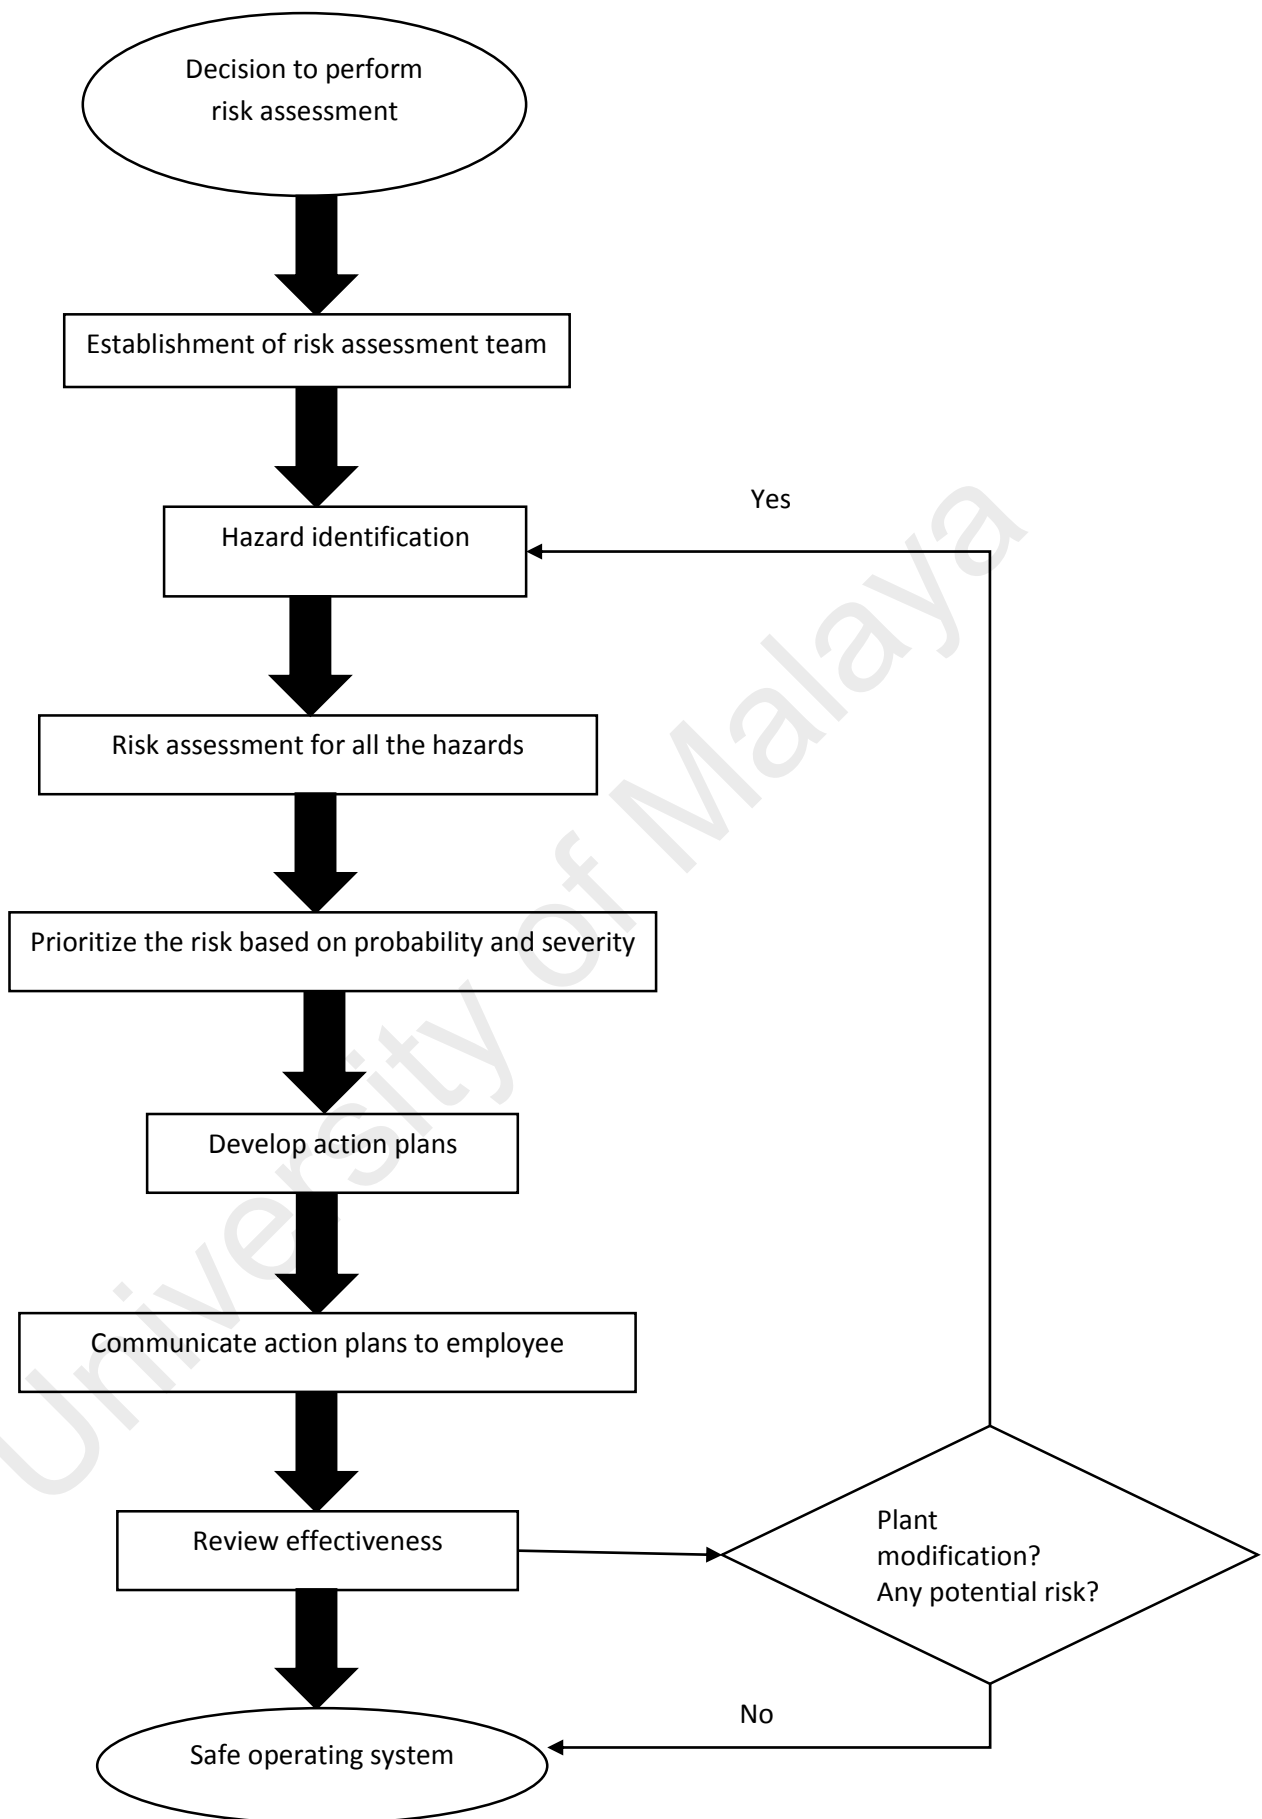 Decision to perform
risk assessment
Establishment of risk assessment team
Yes
Hazard identification
Risk assessment for all the hazards
Prioritize the risk based on probability and severity
Develop action plans
Communicate action plans to employee
Review effectiveness
Plant
modification?
Any potential risk?
No
Safe operating system
University of Malaya